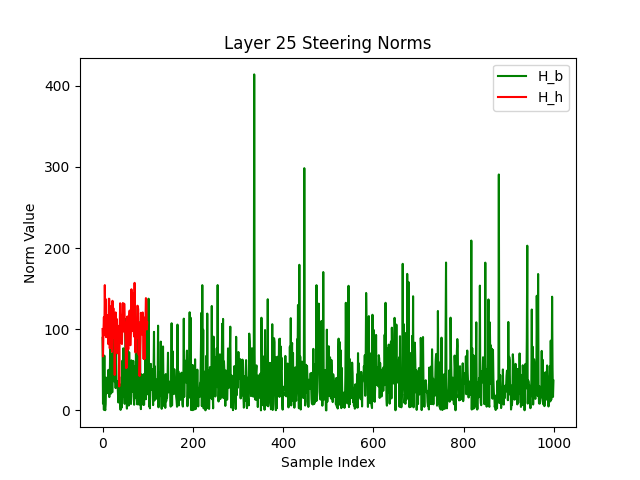 Layer 25 Steering Norms
H_b
H_h
Norm Value
400
300
200
100
0
0 200 400 600 800 1000
Sample Index